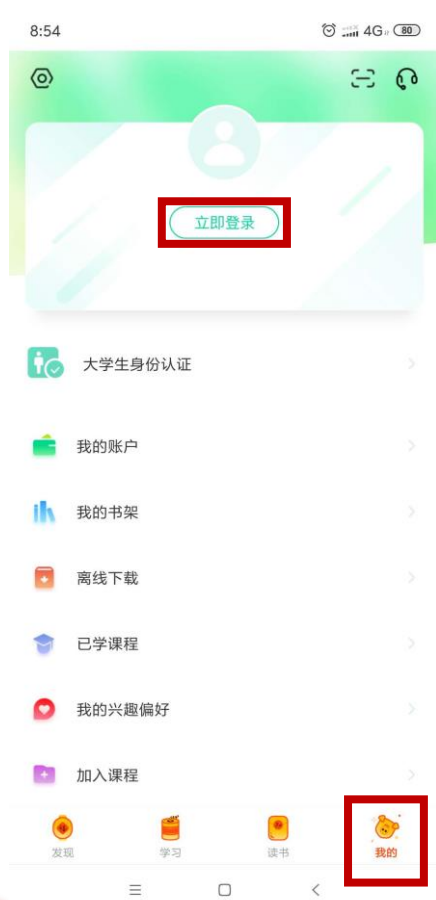 8:54
4G
80
立即登录
大学生身份认证
我的账户
我的书架
离线下载
已学课程
我的兴趣偏好
加入课程
发现 学习 读书 我的